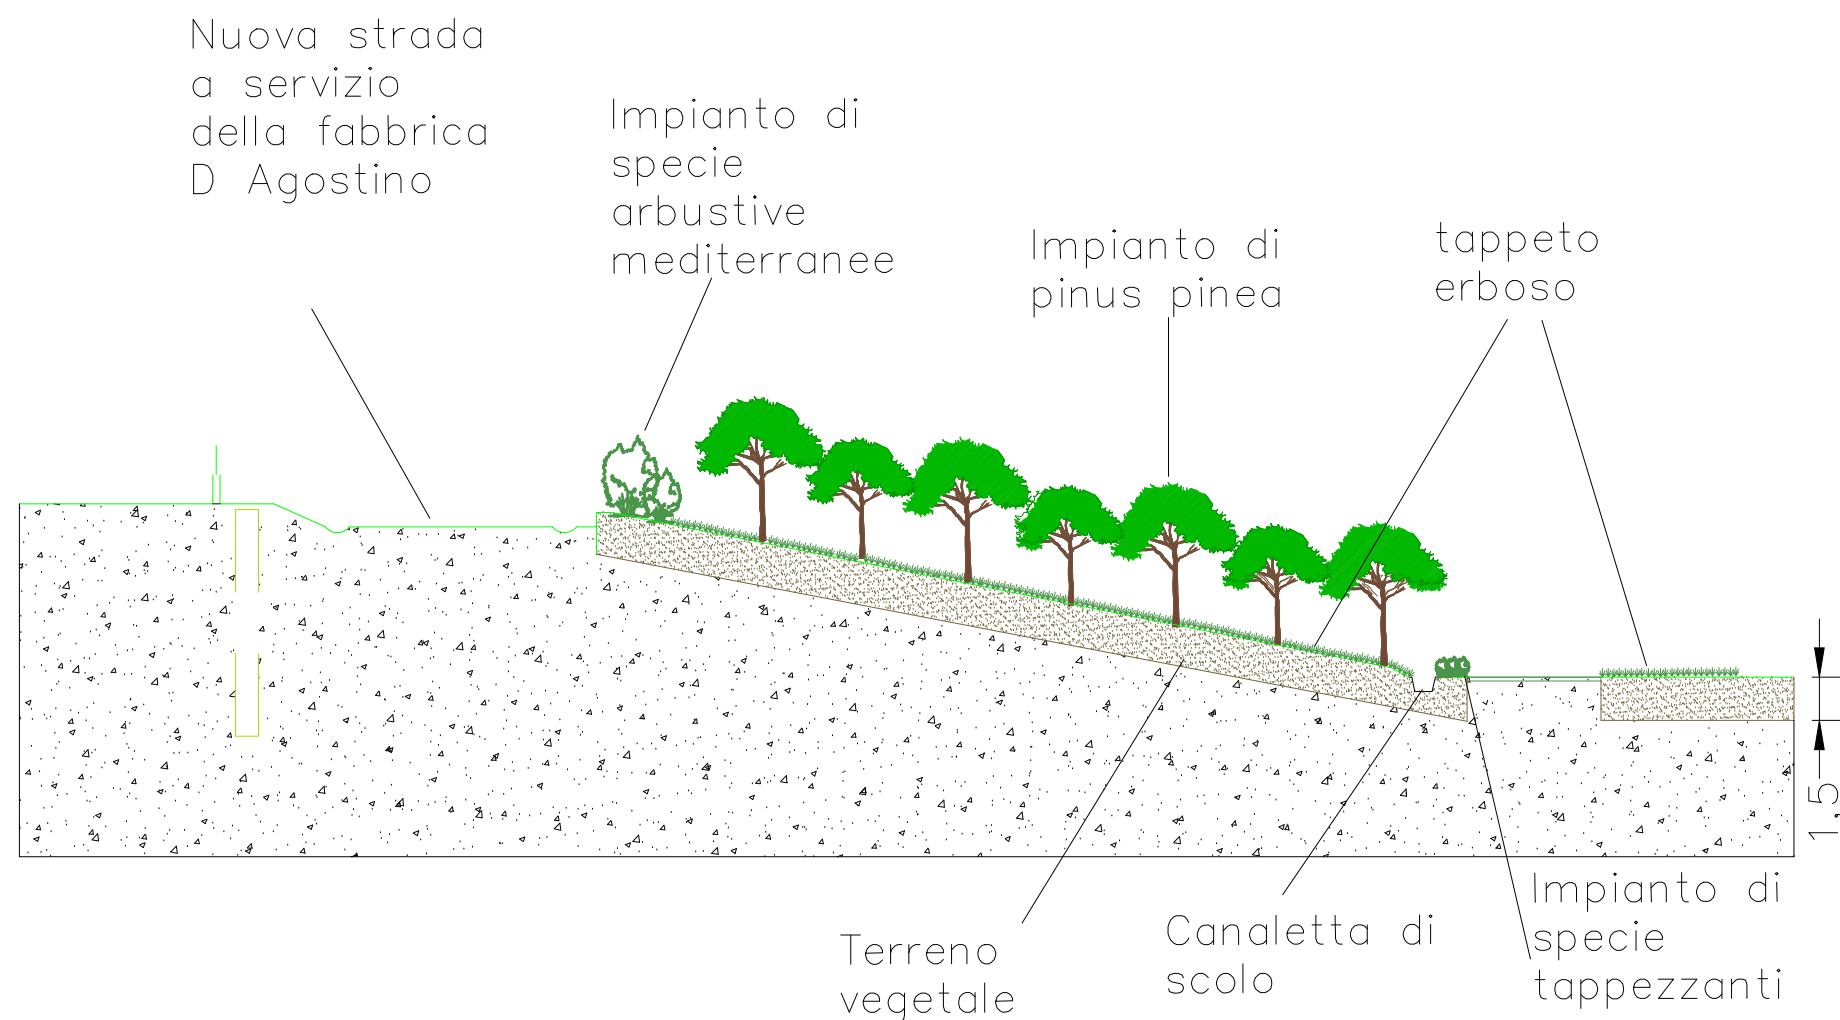 Nuova strada
a servizio
della fabbrica
D Agostino
Impianto di
specie
arbustive
mediterranee
Impianto di
pinus pinea
tappeto
erboso
1,5
Terreno
vegetale
Canaletta di
scolo
Impianto di
specie
tappezzanti